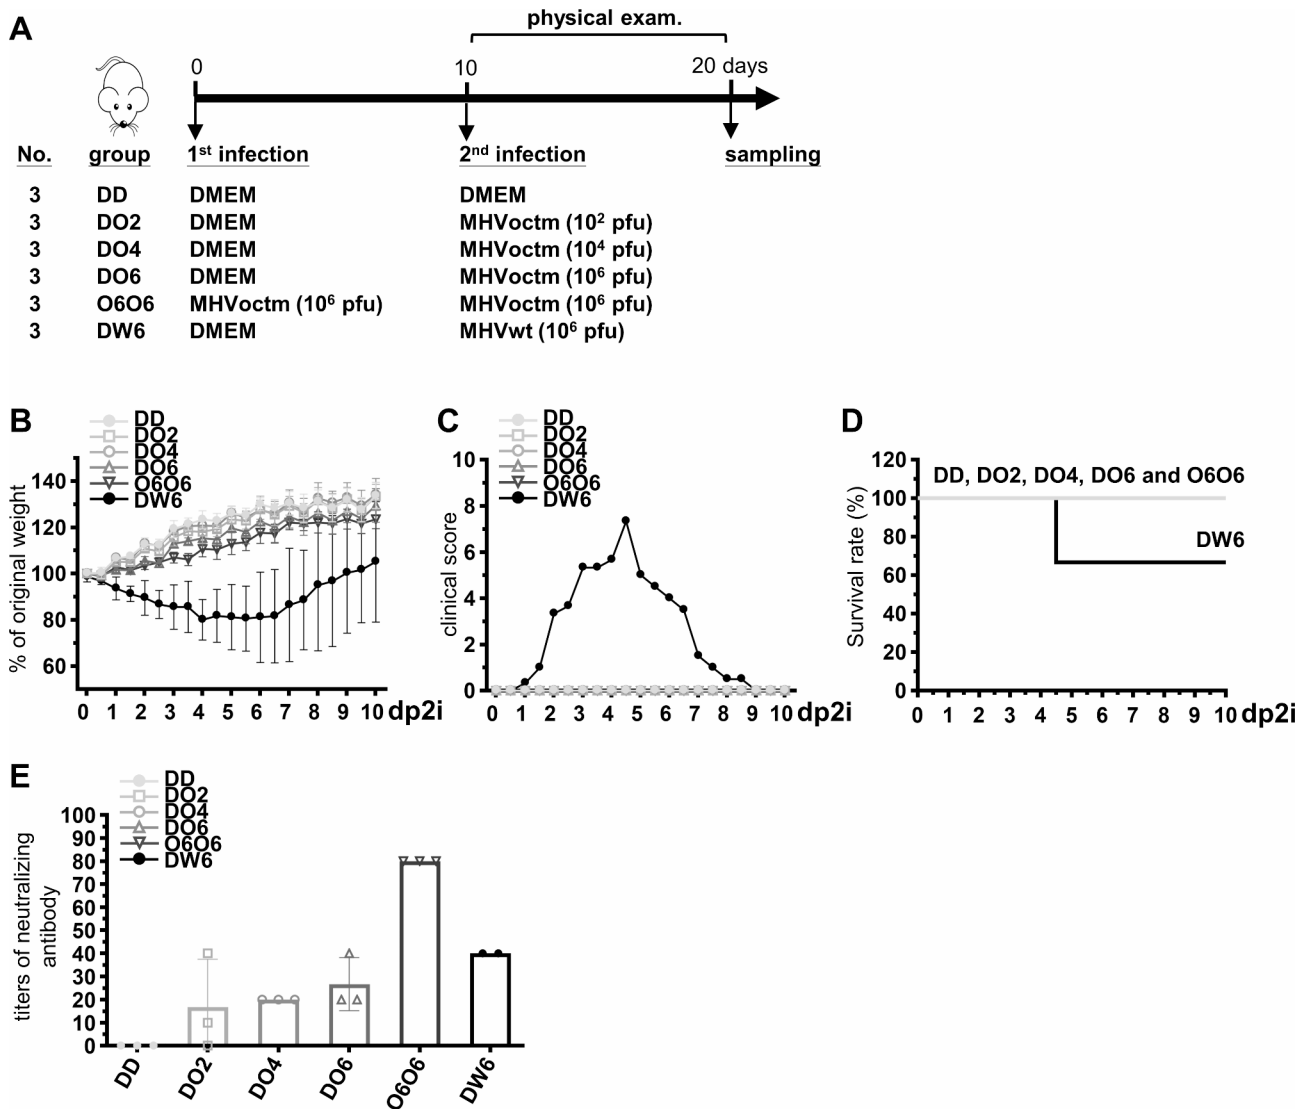 A
physical exam.
0 10 20 days
No. group 1st infection 2nd infection sampling
3 DD DMEM DMEM
3 DO2 DMEM MHVoctm (10² pfu)
3 DO4 DMEM MHVoctm (10⁴ pfu)
3 DO6 DMEM MHVoctm (10⁶ pfu)
3 O6O6 MHVoctm (10⁶ pfu) MHVoctm (10⁶ pfu)
3 DW6 DMEM MHVwt (10⁶ pfu)
B
DD
DO2
DO4
DO6
O6O6
DW6
% of original weight
140
120
100
80
60
0 1 2 3 4 5 6 7 8 9 10 dp2i
C
DD
DO2
DO4
DO6
O6O6
DW6
clinical score
10
8
6
4
2
0
0 1 2 3 4 5 6 7 8 9 10 dp2i
D
Survival rate (%)
120
100
80
60
40
20
0
DD, DO2, DO4, DO6 and O6O6
DW6
0 1 2 3 4 5 6 7 8 9 10 dp2i
E
DD
DO2
DO4
DO6
O6O6
DW6
titers of neutralizing
antibody
100
90
80
70
60
50
40
30
20
10
0
DD DO2 DO4 DO6 O6O6 DW6